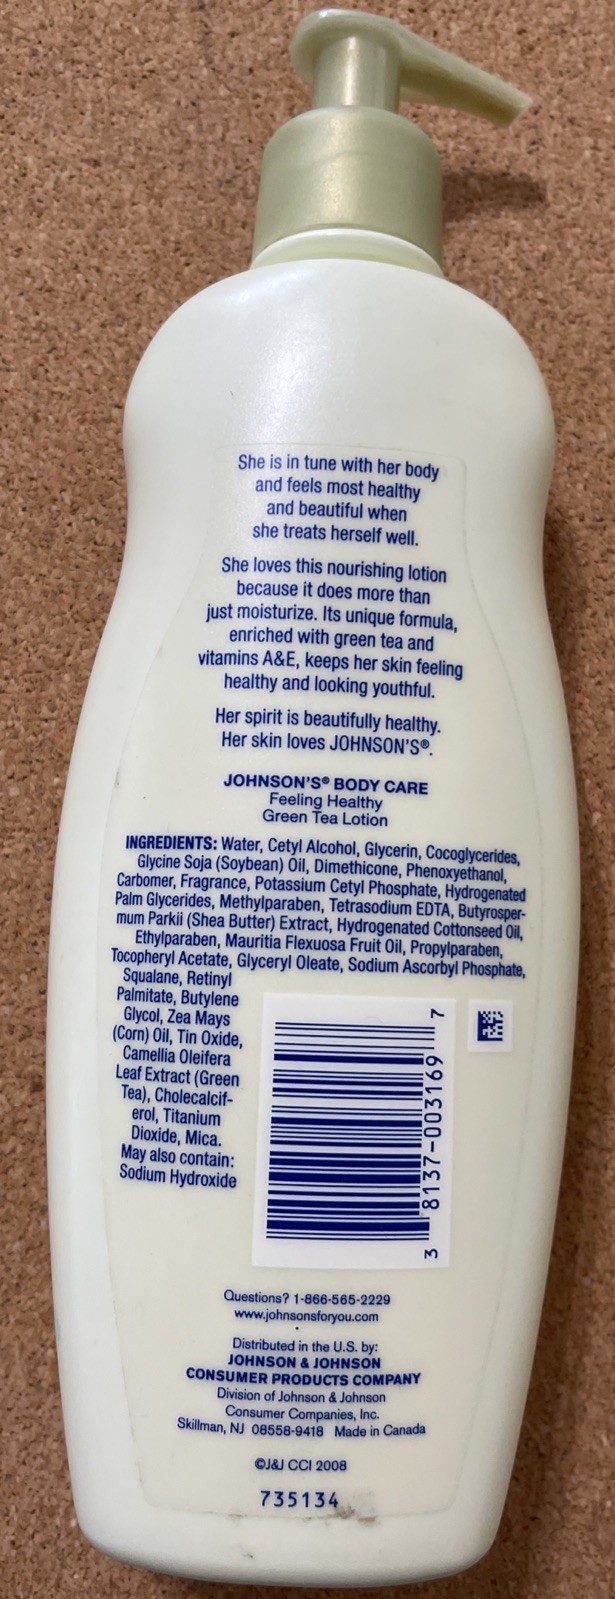 She is in tune with her body
and feels most healthy
and beautiful when
she treats herself well.
She loves this nourishing lotion
because it does more than
just moisturize. Its unique formula,
enriched with green tea and
vitamins A&E, keeps her skin feeling
healthy and looking youthful.
Her spirit is beautifully healthy.
Her skin loves JOHNSON'S®.
JOHNSON'S® BODY CARE
Feeling Healthy
Green Tea Lotion
INGREDIENTS: Water, Cetyl Alcohol, Glycerin, Cocoglycerides,
Glycine Soja (Soybean) Oil, Dimethicone, Phenoxyethanol,
Carbomer, Fragrance, Potassium Cetyl Phosphate, Hydrogenated
Palm Glycerides, Methylparaben, Tetrasodium EDTA, Butyrosper-
mum Parkii (Shea Butter) Extract, Hydrogenated Cottonseed Oil,
Ethylparaben, Mauritia Flexuosa Fruit Oil, Propylparaben,
Tocopheryl Acetate, Glyceryl Oleate, Sodium Ascorbyl Phosphate,
Squalane, Retinyl
Palmitate, Butylene
Glycol, Zea Mays
(Corn) Oil, Tin Oxide,
Camellia Oleifera
Leaf Extract (Green
Tea), Cholecalcif-
erol, Titanium
Dioxide, Mica.
May also contain:
Sodium Hydroxide
3 8137-003169 7
Questions? 1-866-565-2229
www.johnsonsforyou.com
Distributed in the U.S. by:
JOHNSON & JOHNSON
CONSUMER PRODUCTS COMPANY
Division of Johnson & Johnson
Consumer Companies, Inc.
Skillman, NJ 08558-9418 Made in Canada
©J&J CCI 2008
735134